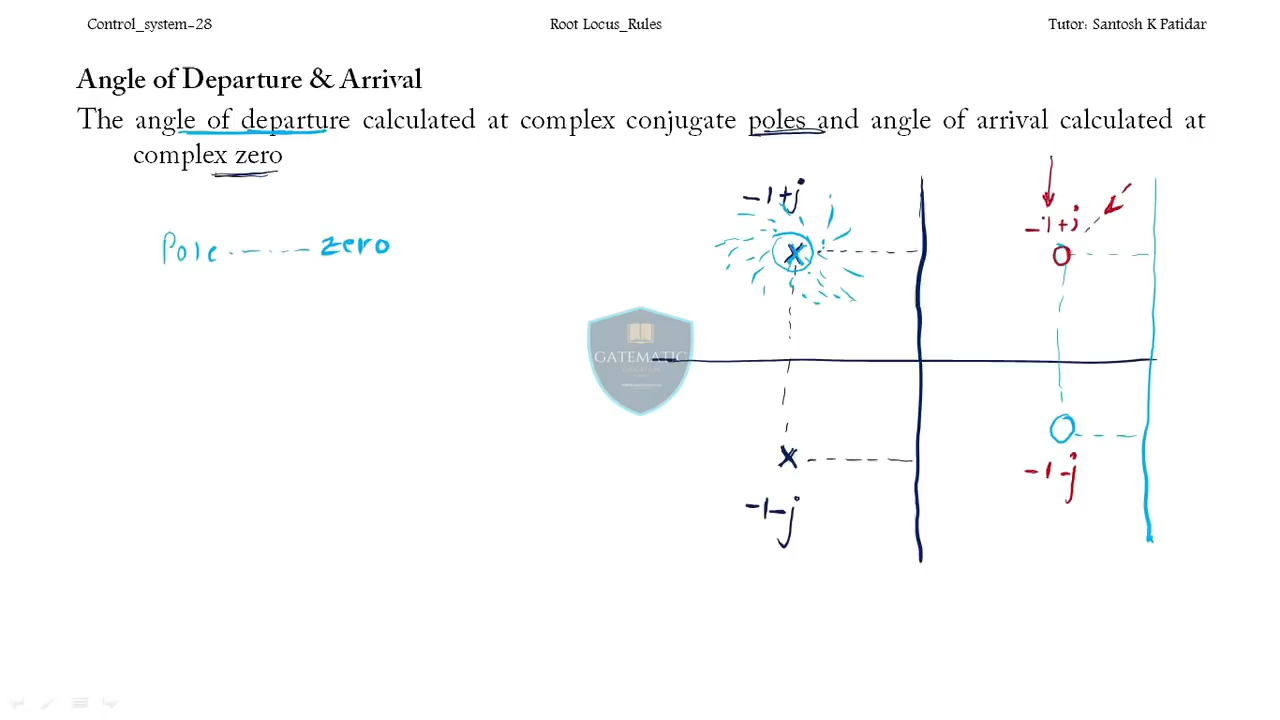 Control_system-28
Root Locus_Rules
Tutor: Santosh K Patidar
Angle of Departure & Arrival
The angle of departure calculated at complex conjugate poles and angle of arrival calculated at
complex zero
-1+j
-1+j
Pole ------ zero
GATEMATIC
EDUCATION
-1-j
-1-j